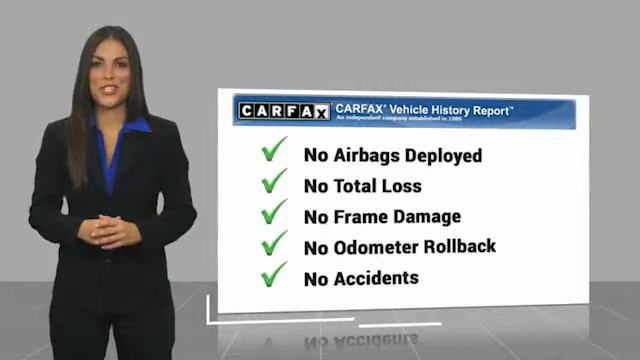 CARFAX CARFAX® Vehicle History Report™
An independent company established in 1986
No Airbags Deployed
No Total Loss
No Frame Damage
No Odometer Rollback
No Accidents